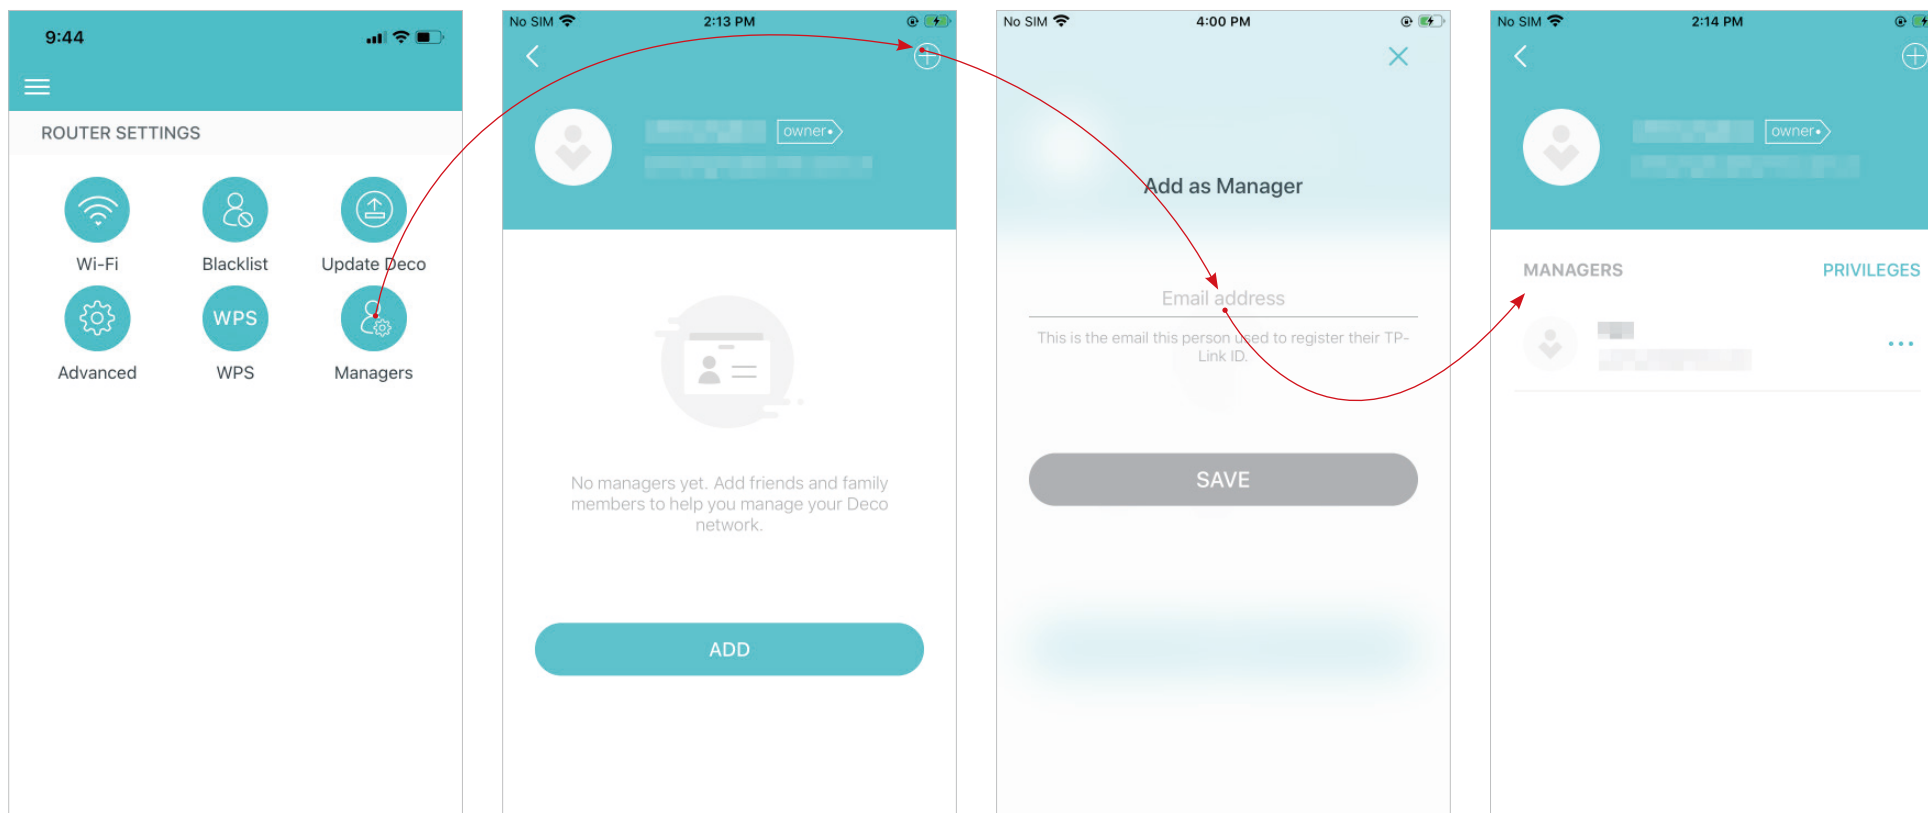 9:44
ROUTER SETTINGS
Wi-Fi
Blacklist
Update Deco
WPS
Advanced
WPS
Managers
No SIM
2:13 PM
owner
No managers yet. Add friends and family
members to help you manage your Deco
network.
ADD
No SIM
4:00 PM
Add as Manager
Email address
This is the email this person used to register their TP-
Link ID.
SAVE
No SIM
2:14 PM
owner
MANAGERS
PRIVILEGES